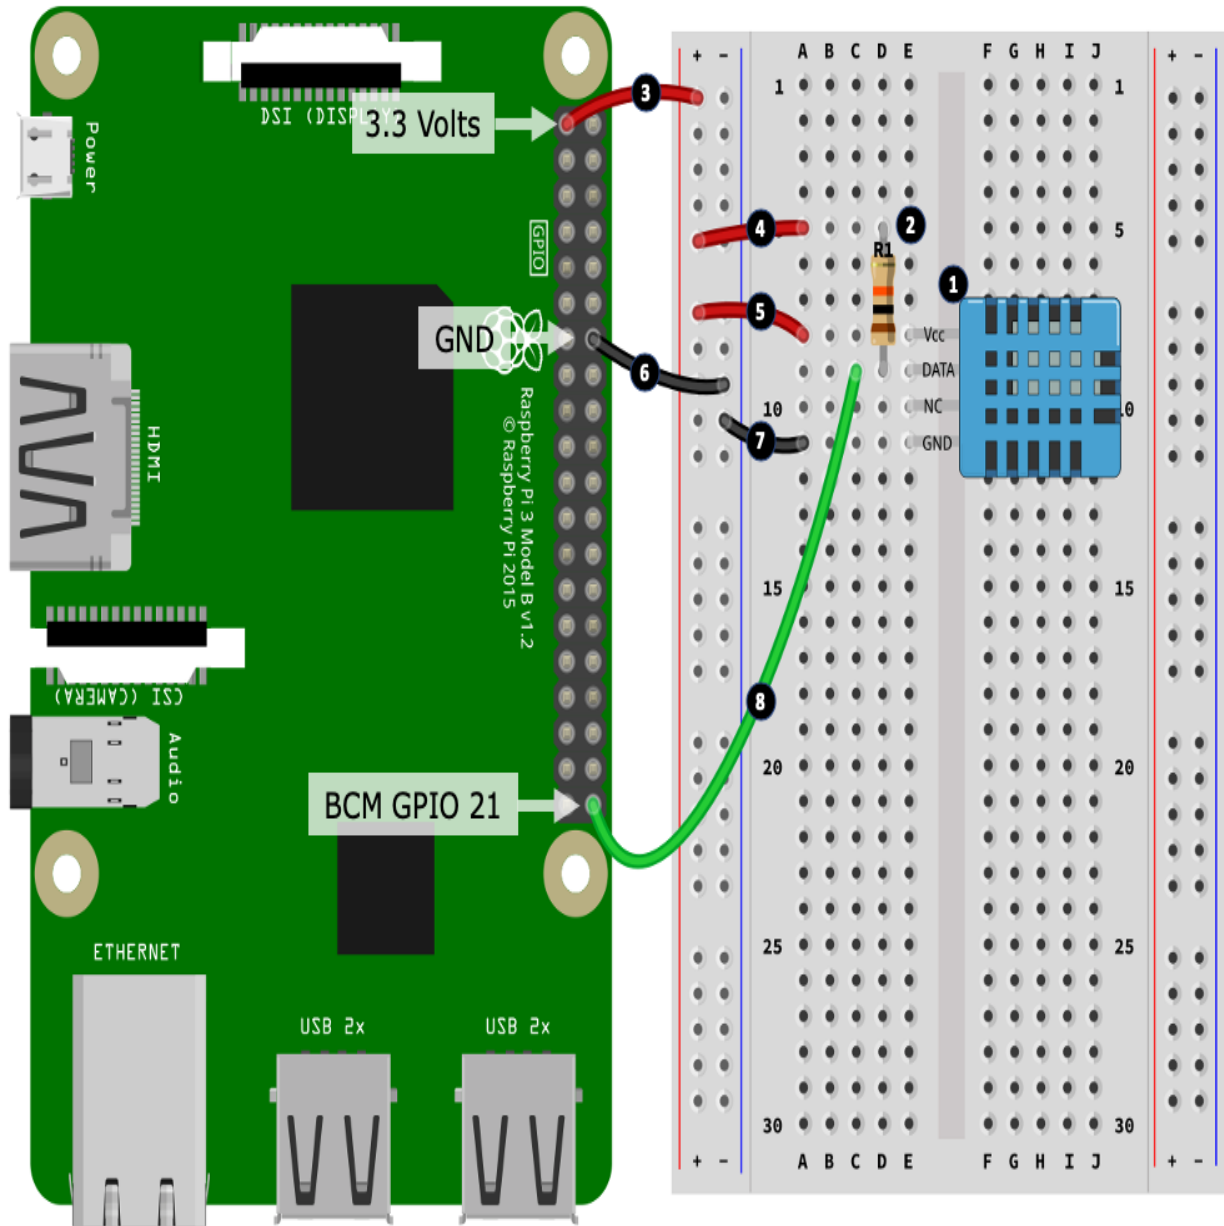 DSI (DISPLAY)
3.3 Volts
Power
GPIO
GND
HDMI
Raspberry Pi 3 Model B v1.2
© Raspberry Pi 2015
CSI (CAMERA)
Audio
BCM GPIO 21
ETHERNET
USB 2x
USB 2x
3
4
5
6
7
8
+ − A B C D E F G H I J + −
1 1
5 5
10 10
15 15
20 20
25 25
30 30
+ − A B C D E F G H I J + −
2
R1
1
Vcc
DATA
NC
GND